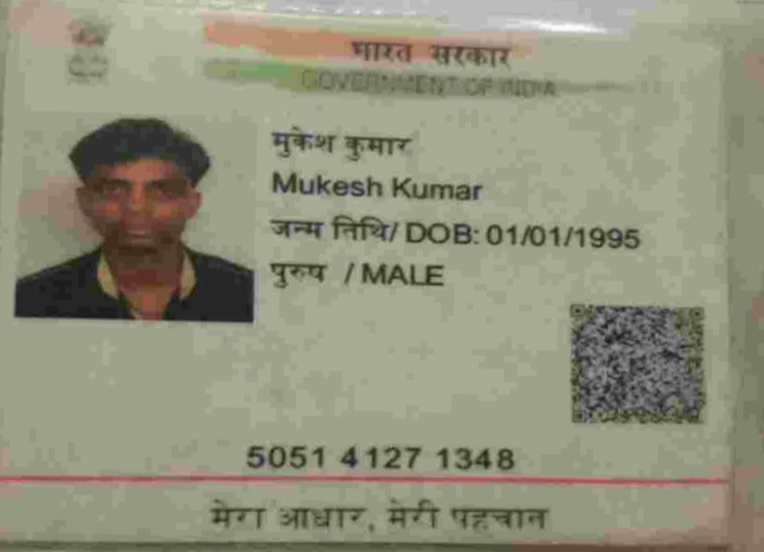 भारत सरकार
GOVERNMENT OF INDIA
मुकेश कुमार
Mukesh Kumar
जन्म तिथि/ DOB: 01/01/1995
पुरुष / MALE
5051 4127 1348
मेरा आधार, मेरी पहचान